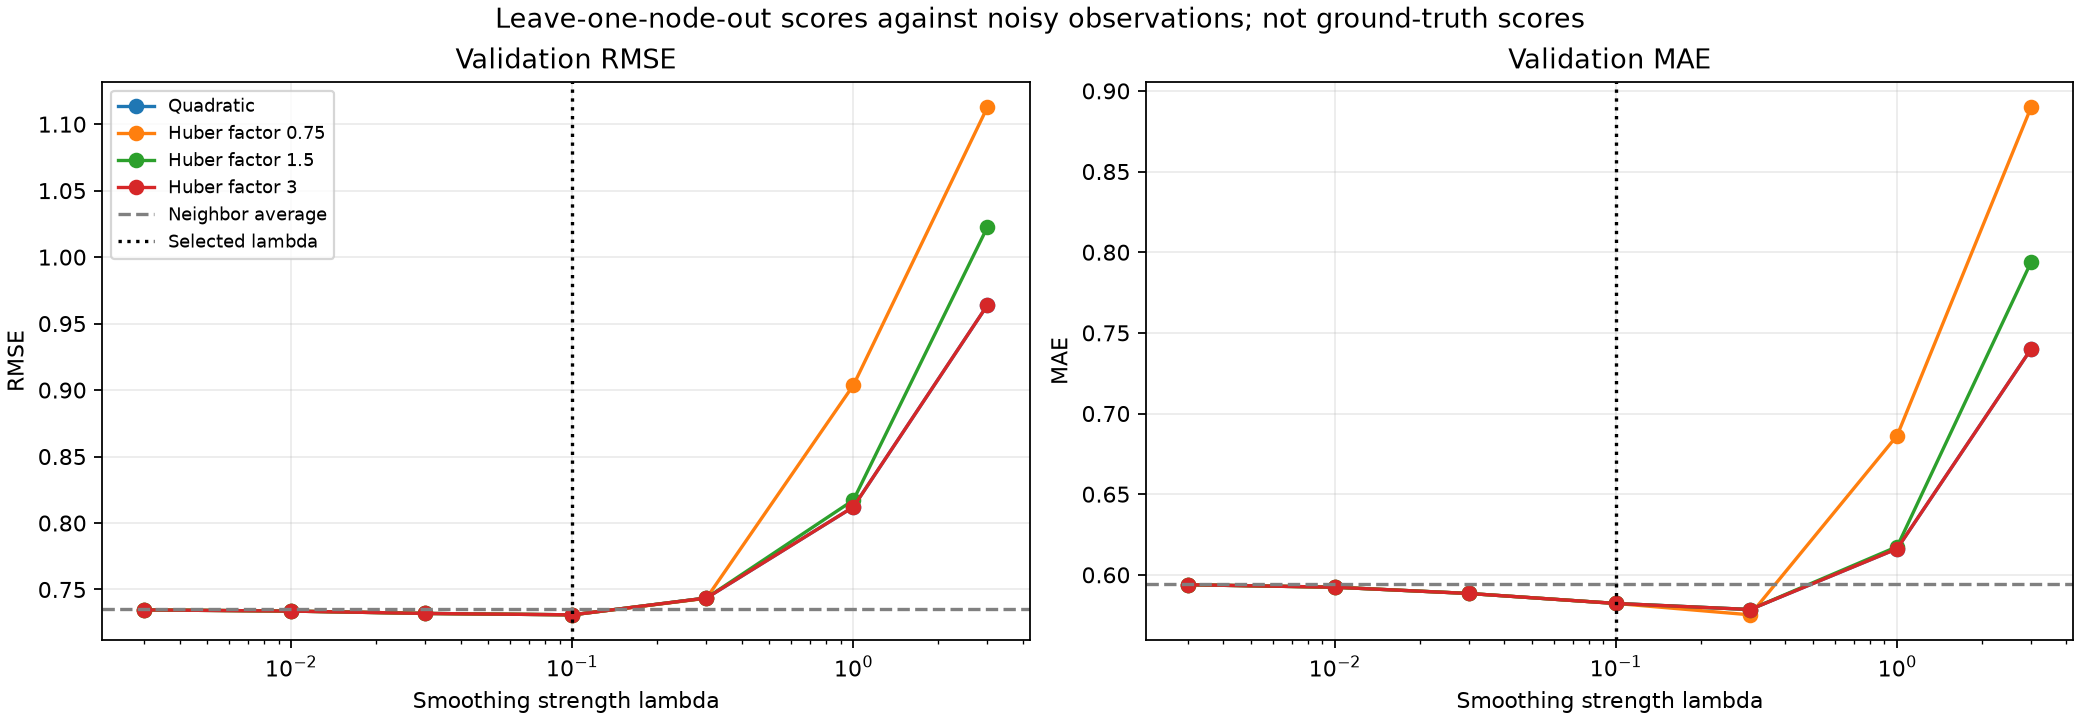 Leave-one-node-out scores against noisy observations; not ground-truth scores
Validation RMSE
RMSE
1.10
1.05
1.00
0.95
0.90
0.85
0.80
0.75
Quadratic
Huber factor 0.75
Huber factor 1.5
Huber factor 3
Neighbor average
Selected lambda
10⁻²
10⁻¹
10⁰
Smoothing strength lambda
Validation MAE
MAE
0.90
0.85
0.80
0.75
0.70
0.65
0.60
10⁻²
10⁻¹
10⁰
Smoothing strength lambda